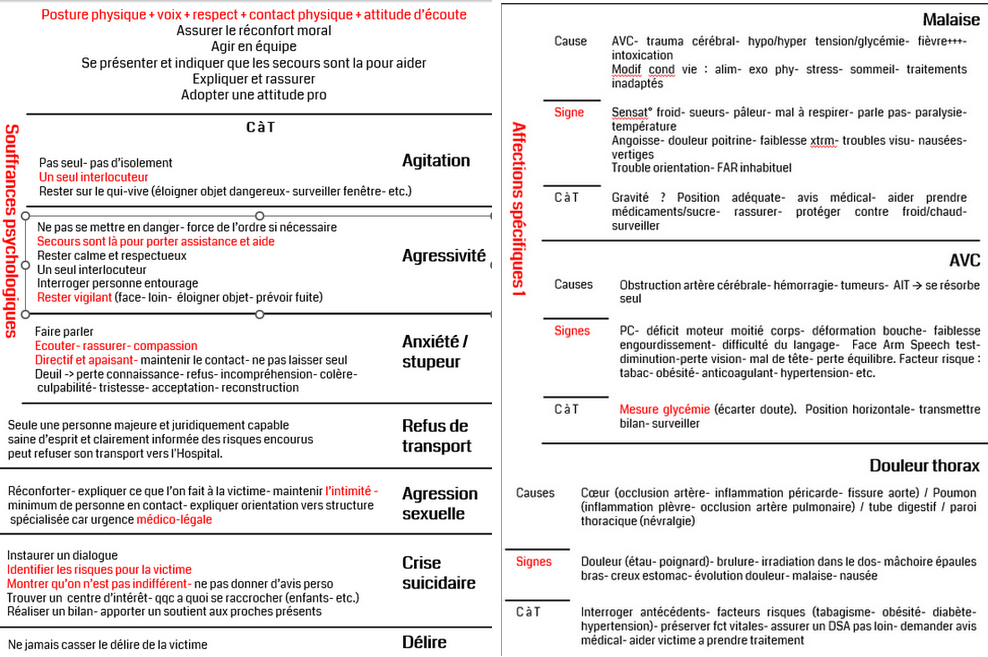 Posture physique + voix + respect + contact physique + attitude d'écoute
Assurer le réconfort moral
Agir en équipe
Se présenter et indiquer que les secours sont la pour aider
Expliquer et rassurer
Adopter une attitude pro
Souffrances psychologiques
CàT
Agitation
Pas seul- pas d'isolement
Un seul interlocuteur
Rester sur le qui-vive (éloigner objet dangereux- surveiller fenêtre- etc.)
Agressivité
Ne pas se mettre en danger- force de l'ordre si nécessaire
Secours sont là pour porter assistance et aide
Rester calme et respectueux
Un seul interlocuteur
Interroger personne entourage
Rester vigilant (face- loin- éloigner objet- prévoir fuite)
Anxiété /
stupeur
Faire parler
Ecouter- rassurer- compassion
Directif et apaisant- maintenir le contact- ne pas laisser seul
Deuil -> perte connaissance- refus- incompréhension- colère-
culpabilité- tristesse- acceptation- reconstruction
Refus de
transport
Seule une personne majeure et juridiquement capable
saine d'esprit et clairement informée des risques encourus
peut refuser son transport vers l'Hospital.
Agression
sexuelle
Réconforter- expliquer ce que l'on fait à la victime- maintenir l'intimité -
minimum de personne en contact- expliquer orientation vers structure
spécialisée car urgence médico-légale
Crise
suicidaire
Instaurer un dialogue
Identifier les risques pour la victime
Montrer qu'on n'est pas indifférent- ne pas donner d'avis perso
Trouver un centre d'intérêt- qqc a quoi se raccrocher (enfants- etc.)
Réaliser un bilan- apporter un soutient aux proches présents
Délire
Ne jamais casser le délire de la victime
Affections spécifiques 1
Malaise
Cause
AVC- trauma cérébral- hypo/hyper tension/glycémie- fièvre+++-
intoxication
Modif cond vie : alim- exo phy- stress- sommeil- traitements
inadaptés
Signe
Sensat° froid- sueurs- pâleur- mal à respirer- parle pas- paralysie-
température
Angoisse- douleur poitrine- faiblesse xtrm- troubles visu- nausées-
vertiges
Trouble orientation- FAR inhabituel
CàT
Gravité ? Position adéquate- avis médical- aider prendre
médicaments/sucre- rassurer- protéger contre froid/chaud-
surveiller
AVC
Causes
Obstruction artère cérébrale- hémorragie- tumeurs- AIT → se résorbe
seul
Signes
PC- déficit moteur moitié corps- déformation bouche- faiblesse
engourdissement- difficulté du langage- Face Arm Speech test-
diminution-perte vision- mal de tête- perte équilibre. Facteur risque :
tabac- obésité- anticoagulant- hypertension- etc.
CàT
Mesure glycémie (écarter doute). Position horizontale- transmettre
bilan- surveiller
Douleur thorax
Causes
Cœur (occlusion artère- inflammation péricarde- fissure aorte) / Poumon
(inflammation plèvre- occlusion artère pulmonaire) / tube digestif / paroi
thoracique (névralgie)
Signes
Douleur (étau- poignard)- brulure- irradiation dans le dos- mâchoire épaules
bras- creux estomac- évolution douleur- malaise- nausée
CàT
Interroger antécédents- facteurs risques (tabagisme- obésité- diabète-
hypertension)- préserver fct vitales- assurer un DSA pas loin- demander avis
médical- aider victime a prendre traitement